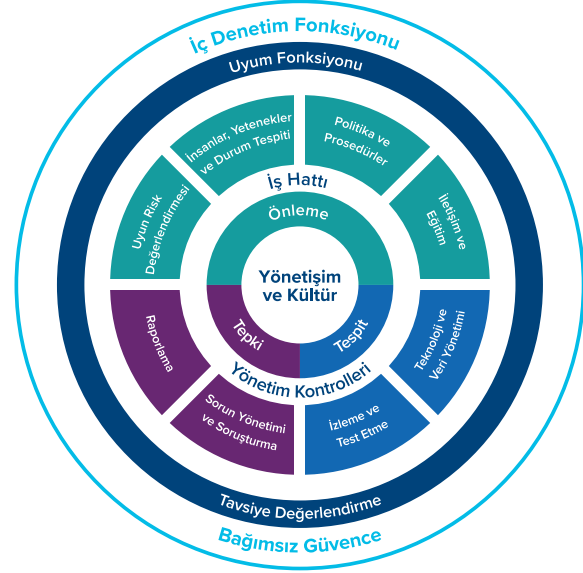 İç Denetim Fonksiyonu
Uyum Fonksiyonu
İnsanlar, Yetenekler
ve Durum Tespiti
Politika ve
Prosedürler
Uyun Risk
Değerlendirmesi
İletişim ve
Eğitim
İş Hattı
Önleme
Yönetişim
ve Kültür
Tepki
Tespit
Yönetim Kontrolleri
Raporlama
Teknoloji ve
Veri Yönetimi
Sorun Yönetimi
ve Soruşturma
İzleme ve
Test Etme
Tavsiye Değerlendirme
Bağımsız Güvence